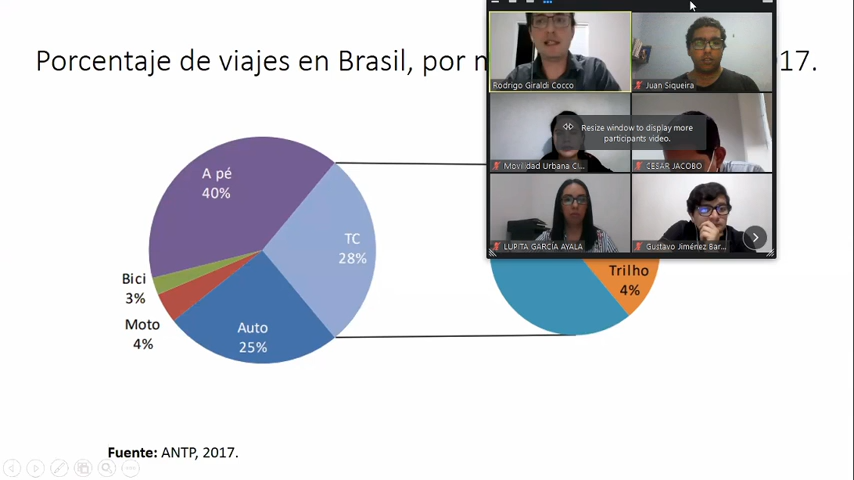 Porcentaje de viajes en Brasil, por
17.
Rodrigo Giraldi Cocco
Juan Siqueira
Resize window to display more
participants video.
Movilidad Urbana C...
CESAR JACOBO
LUPITA GARCÍA AYALA
Gustavo Jiménez Bar...
A pé
40%
TC
28%
Bici
3%
Moto
4%
Auto
25%
Trilho
4%
Fuente: ANTP, 2017.